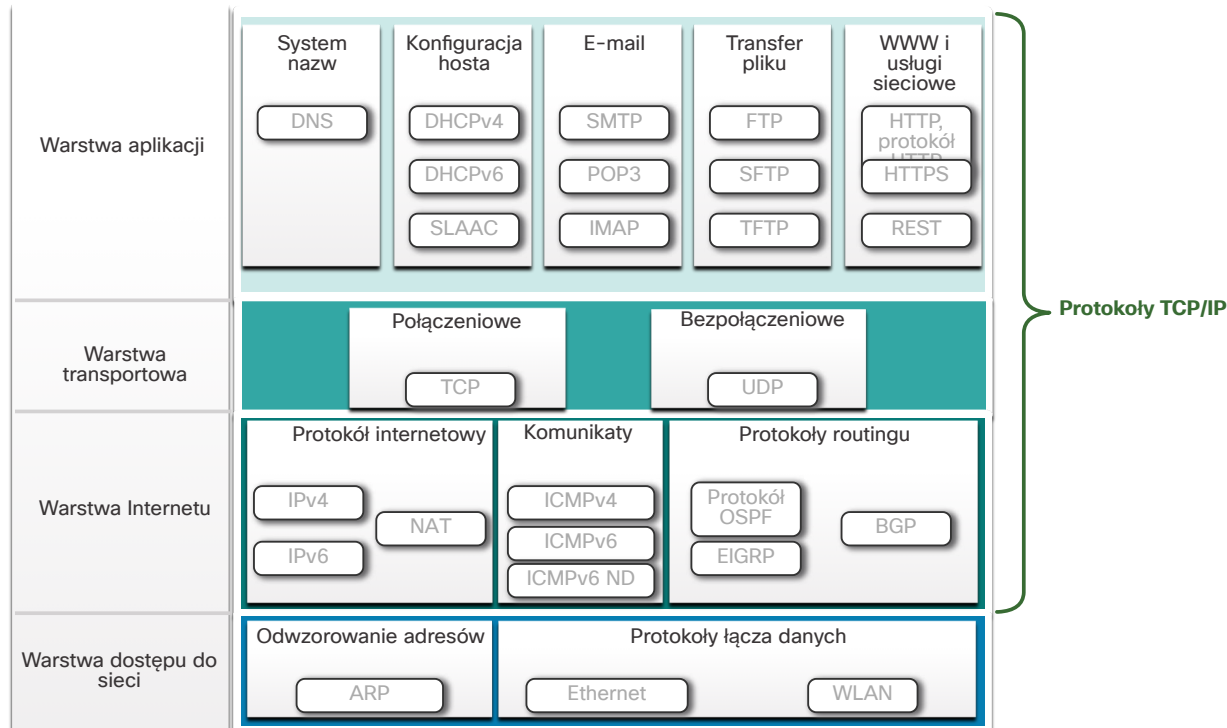 System
nazw
DNS
Konfiguracja
hosta
DHCPv4
DHCPv6
SLAAC
E-mail
SMTP
POP3
IMAP
Transfer
pliku
FTP
SFTP
TFTP
WWW i
usługi
sieciowe
HTTP,
protokół
HTTP
HTTPS
REST
Warstwa aplikacji
Protokoły TCP/IP
Warstwa
transportowa
Połączeniowe
TCP
Bezpołączeniowe
UDP
Warstwa Internetu
Protokół internetowy
IPv4
IPv6
NAT
Komunikaty
ICMPv4
ICMPv6
ICMPv6 ND
Protokoły routingu
Protokół
OSPF
EIGRP
BGP
Warstwa dostępu do
sieci
Odwzorowanie adresów
ARP
Protokoły łącza danych
Ethernet
WLAN